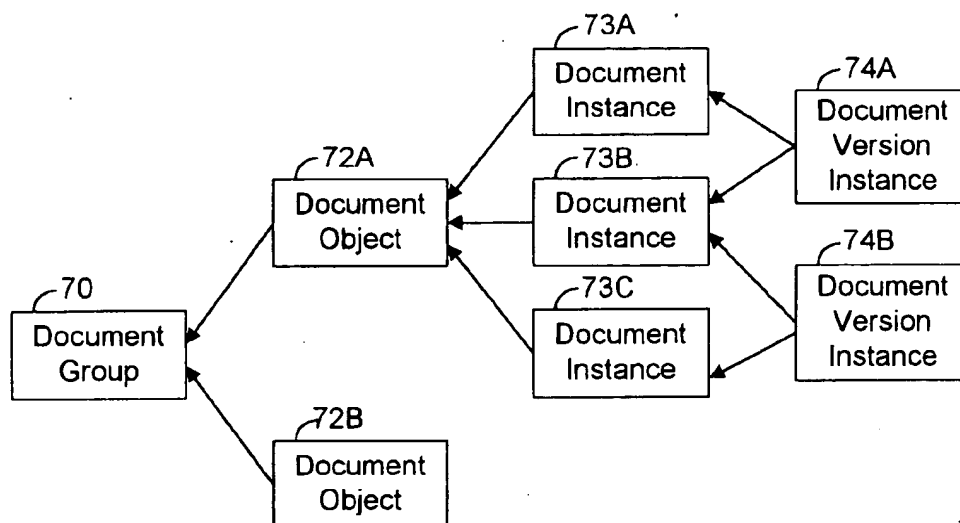 73A
Document
Instance
74A
Document
Version
Instance
72A
Document
Object
73B
Document
Instance
74B
Document
Version
Instance
70
Document
Group
73C
Document
Instance
72B
Document
Object